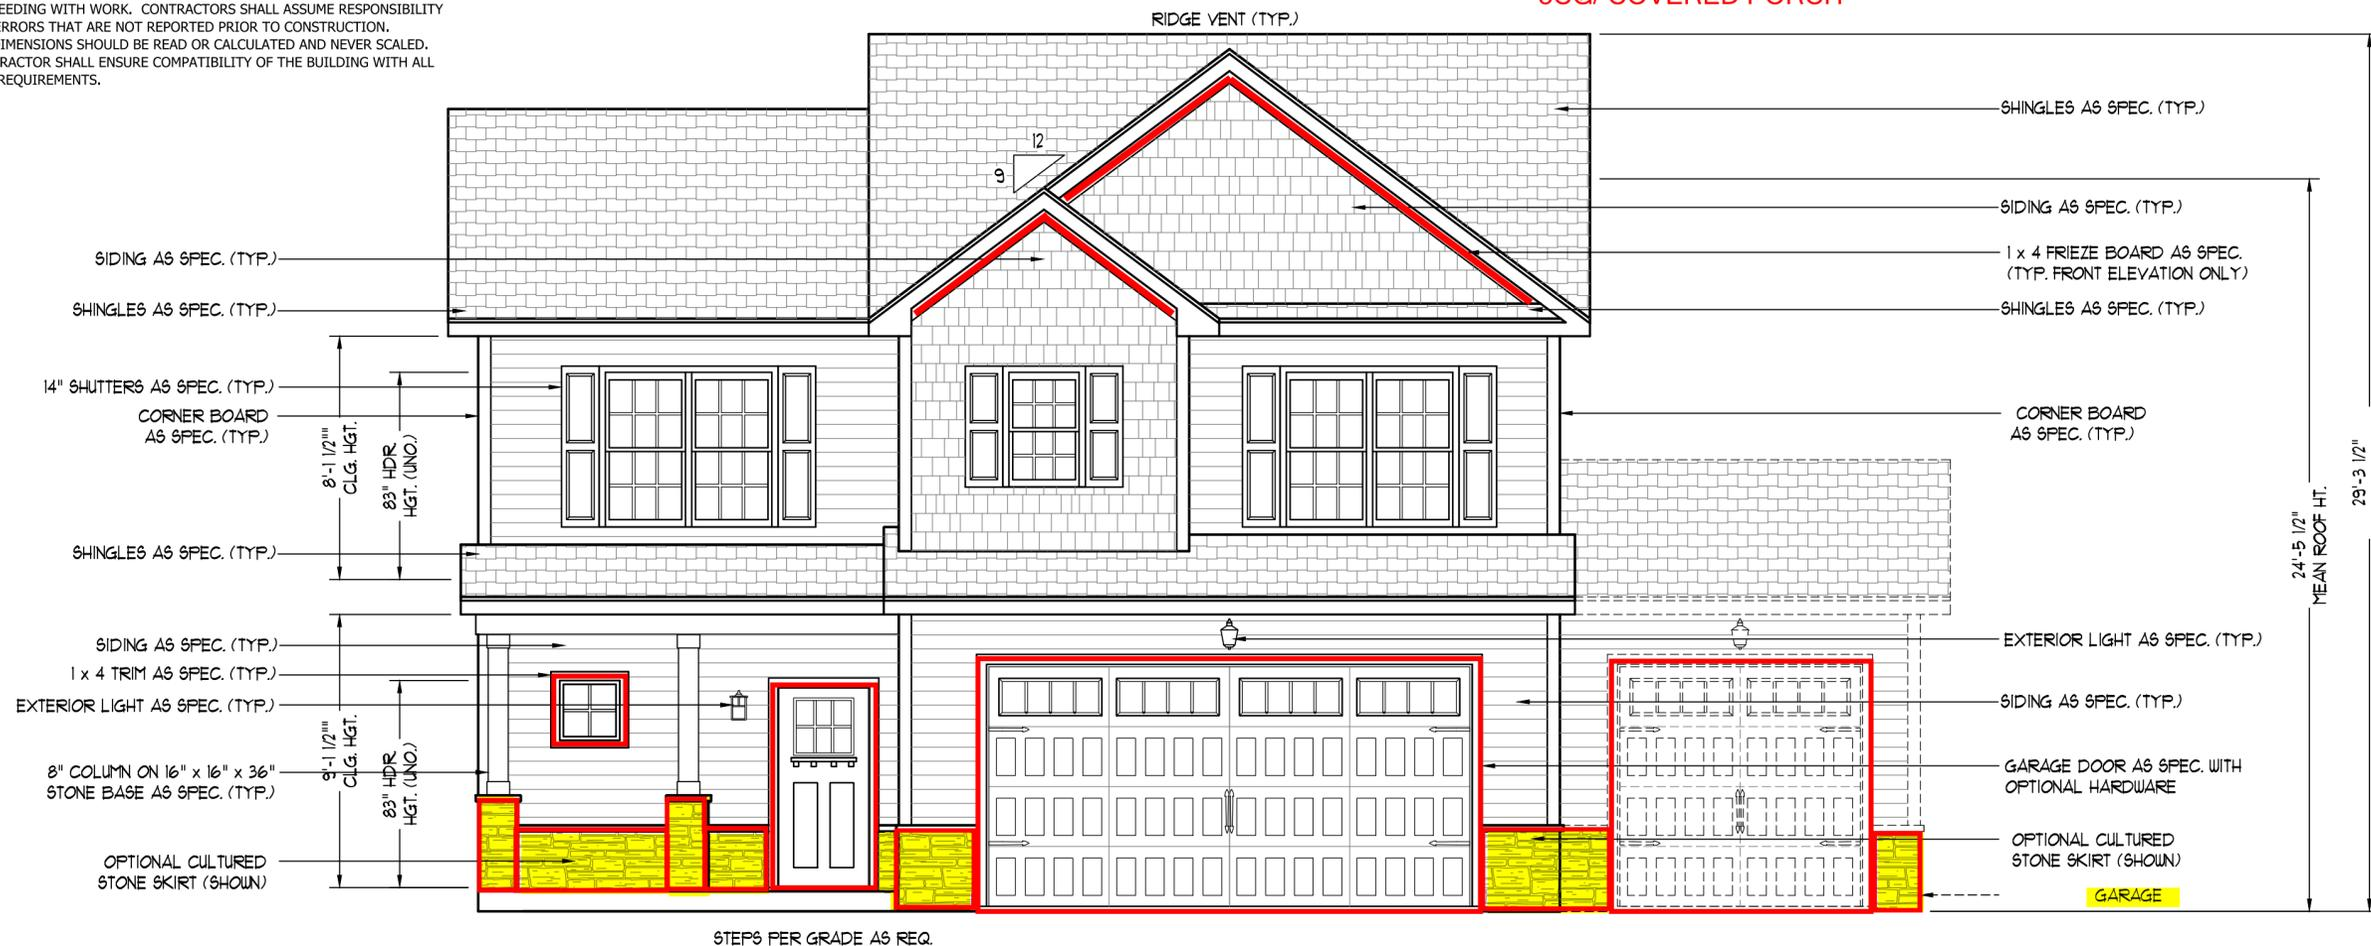 EEDING WITH WORK. CONTRACTORS SHALL ASSUME RESPONSIBILITY
ERRORS THAT ARE NOT REPORTED PRIOR TO CONSTRUCTION.
DIMENSIONS SHOULD BE READ OR CALCULATED AND NEVER SCALED.
TRACTOR SHALL ENSURE COMPATIBILITY OF THE BUILDING WITH ALL
REQUIREMENTS.
RIDGE VENT (TYP.)
COVERED PORCH
12
9
SIDING AS SPEC. (TYP.)
SHINGLES AS SPEC. (TYP.)
14" SHUTTERS AS SPEC. (TYP.)
CORNER BOARD
AS SPEC. (TYP.)
8'-1 1/2""
CLG. HGT.
83" HDR
HGT. (UNO.)
SHINGLES AS SPEC. (TYP.)
SIDING AS SPEC. (TYP.)
1 x 4 TRIM AS SPEC. (TYP.)
EXTERIOR LIGHT AS SPEC. (TYP.)
9'-1 1/2""
CLG. HGT.
83" HDR
HGT. (UNO.)
8" COLUMN ON 16" x 16" x 36"
STONE BASE AS SPEC. (TYP.)
OPTIONAL CULTURED
STONE SKIRT (SHOWN)
STEPS PER GRADE AS REQ.
SHINGLES AS SPEC. (TYP.)
SIDING AS SPEC. (TYP.)
1 x 4 FRIEZE BOARD AS SPEC.
(TYP. FRONT ELEVATION ONLY)
SHINGLES AS SPEC. (TYP.)
CORNER BOARD
AS SPEC. (TYP.)
24'-5 1/2"
MEAN ROOF HT.
29'-3 1/2"
EXTERIOR LIGHT AS SPEC. (TYP.)
SIDING AS SPEC. (TYP.)
GARAGE DOOR AS SPEC. WITH
OPTIONAL HARDWARE
OPTIONAL CULTURED
STONE SKIRT (SHOWN)
GARAGE